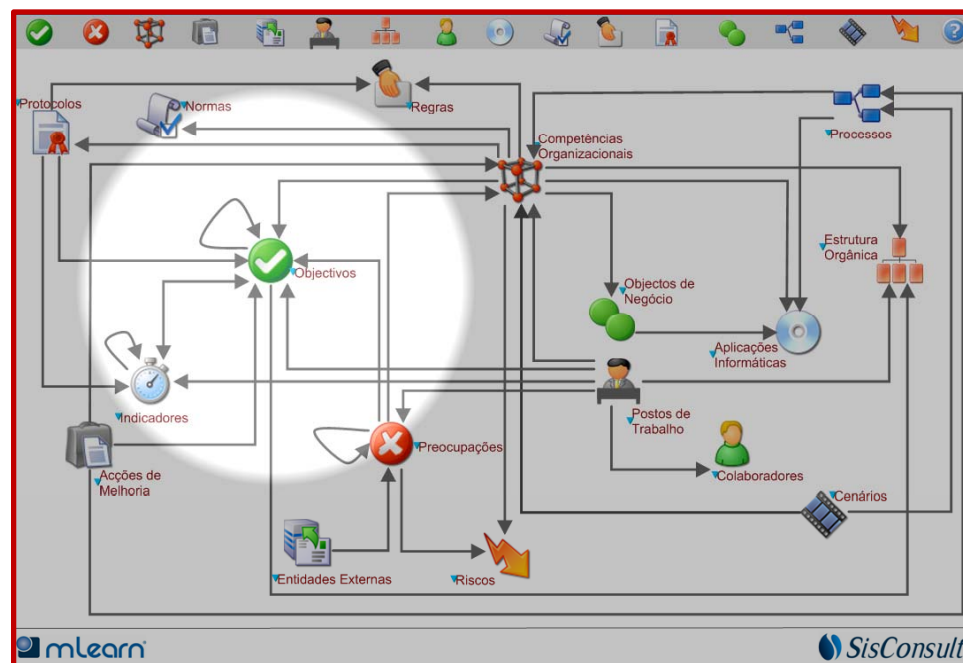 Protocolos
Normas
Regras
Competências
Organizacionais
Processos
Objectivos
Estrutura
Orgânica
Objectos de
Negócio
Aplicações
Informáticas
Indicadores
Postos de
Trabalho
Acções de
Melhoria
Preocupações
Colaboradores
Cenários
Entidades Externas
Riscos
mLearn
SisConsult